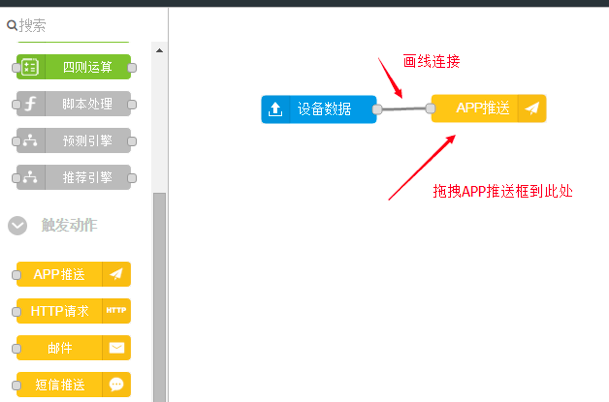 搜索
四则运算
脚本处理
预测引擎
推荐引擎
触发动作
APP推送
HTTP请求 HTTP
邮件
短信推送
画线连接
设备数据
APP推送
拖拽APP推送框到此处